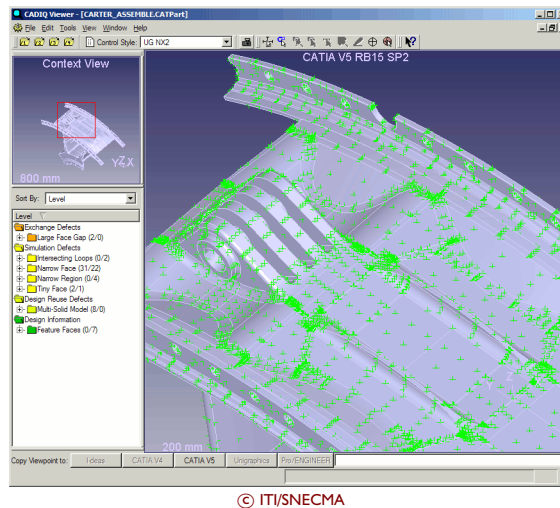 CADIQ Viewer - [CARTER_ASSEMBLE.CATPart]
File Edit Tools View Window Help
Control Style: UG NX2
Context View
YZX
800 mm
CATIA V5 RB15 SP2
Sort By: Level
Level
Exchange Defects
Large Face Gap (2/0)
Simulation Defects
Intersecting Loops (0/2)
Narrow Face (31/22)
Narrow Region (0/4)
Tiny Face (2/1)
Design Reuse Defects
Multi-Solid Model (8/0)
Design Information
Feature Faces (0/7)
200 mm
Copy Viewpoint to: I-deas CATIA V4 CATIA V5 Unigraphics Pro/ENGINEER
© ITI/SNECMA